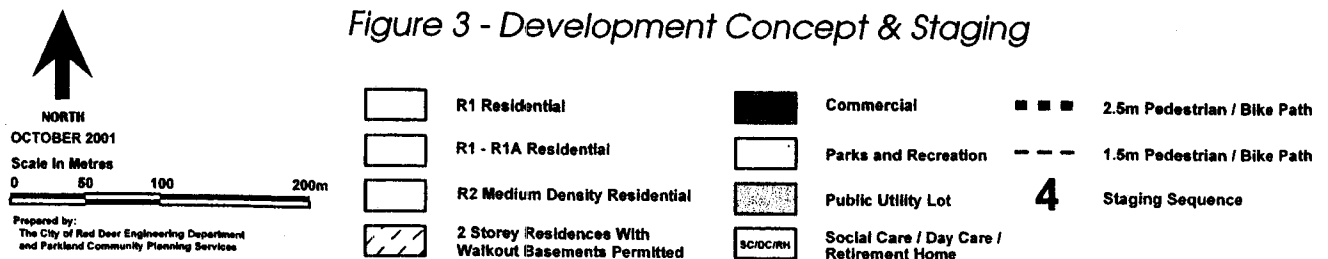 Figure 3 - Development Concept & Staging
NORTH
OCTOBER 2001
Scale In Metres
0 50 100 200m
Prepared by:
The City of Red Deer Engineering Department
and Parkland Community Planning Services
R1 Residential
R1 - R1A Residential
R2 Medium Density Residential
2 Storey Residences With
Walkout Basements Permitted
Commercial
Parks and Recreation
Public Utility Lot
SC/DC/RH
Social Care / Day Care /
Retirement Home
2.5m Pedestrian / Bike Path
1.5m Pedestrian / Bike Path
4 Staging Sequence